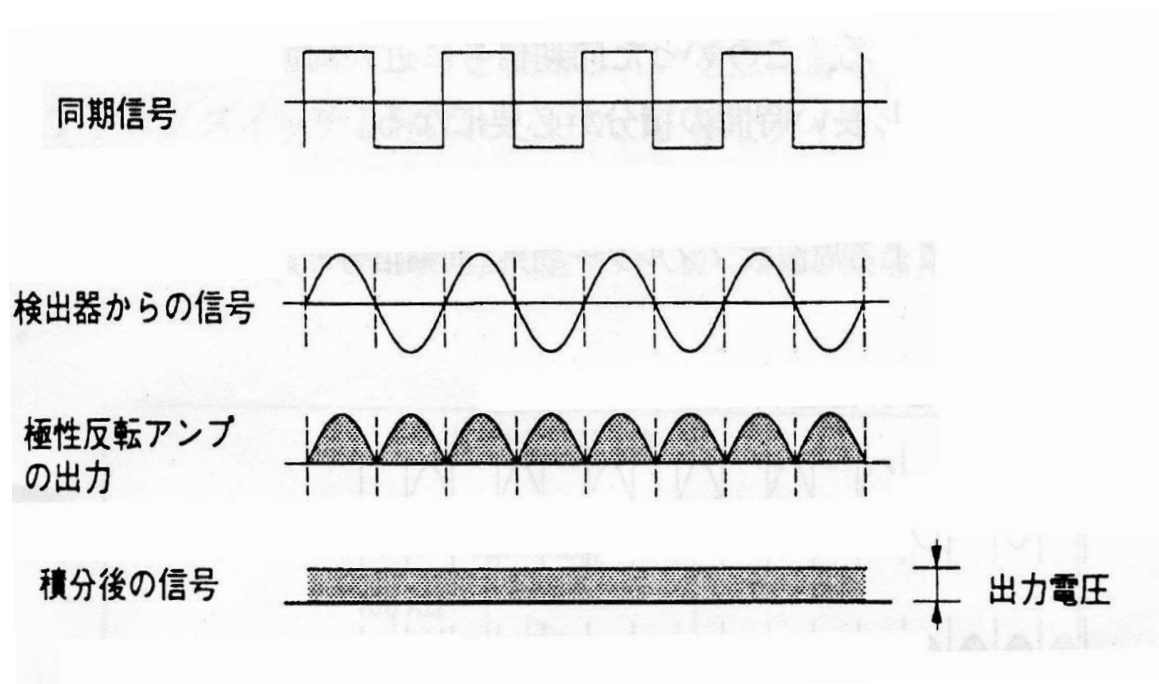 同期信号
検出器からの信号
極性反転アンプ
の出力
積分後の信号
出力電圧